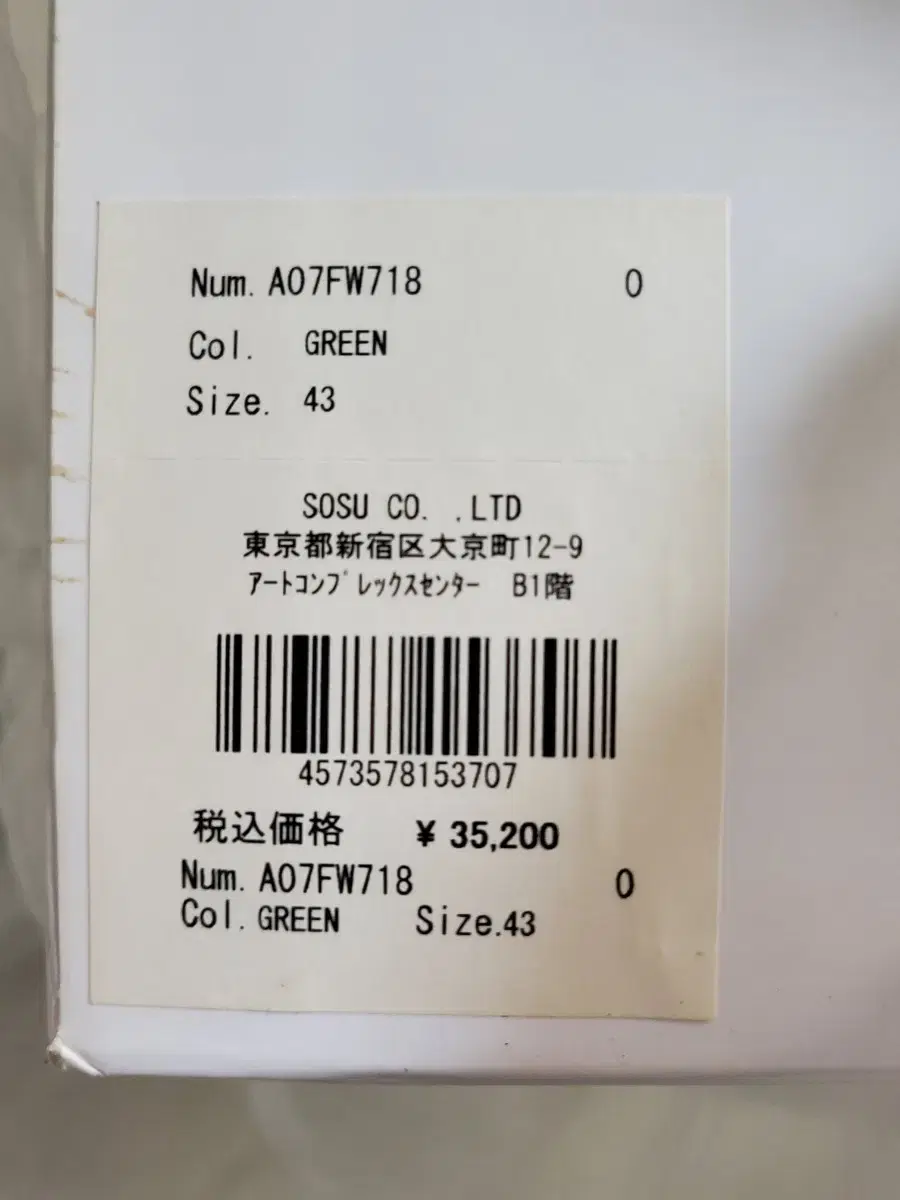 Num. A07FW718 0
Col. GREEN
Size. 43
SOSU CO. ,LTD
東京都新宿区大京町12-9
ｱｰﾄｺﾝﾌﾟﾚｯｸｽｾﾝﾀｰ B1階
4573578153707
税込価格 ¥ 35,200
Num. A07FW718 0
Col. GREEN Size.43